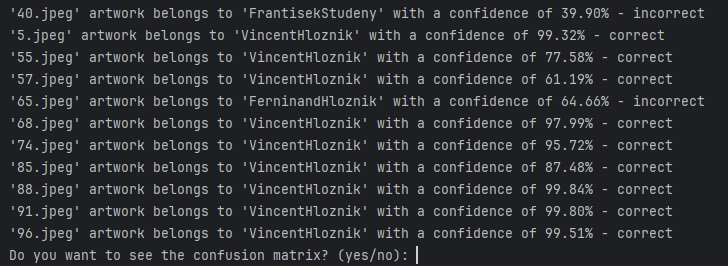 '40.jpeg' artwork belongs to 'FrantisekStudeny' with a confidence of 39.90% - incorrect
'5.jpeg' artwork belongs to 'VincentHloznik' with a confidence of 99.32% - correct
'55.jpeg' artwork belongs to 'VincentHloznik' with a confidence of 77.58% - correct
'57.jpeg' artwork belongs to 'VincentHloznik' with a confidence of 61.19% - correct
'65.jpeg' artwork belongs to 'FerninandHloznik' with a confidence of 64.66% - incorrect
'68.jpeg' artwork belongs to 'VincentHloznik' with a confidence of 97.99% - correct
'74.jpeg' artwork belongs to 'VincentHloznik' with a confidence of 95.72% - correct
'85.jpeg' artwork belongs to 'VincentHloznik' with a confidence of 87.48% - correct
'88.jpeg' artwork belongs to 'VincentHloznik' with a confidence of 99.84% - correct
'91.jpeg' artwork belongs to 'VincentHloznik' with a confidence of 99.80% - correct
'96.jpeg' artwork belongs to 'VincentHloznik' with a confidence of 99.51% - correct
Do you want to see the confusion matrix? (yes/no):